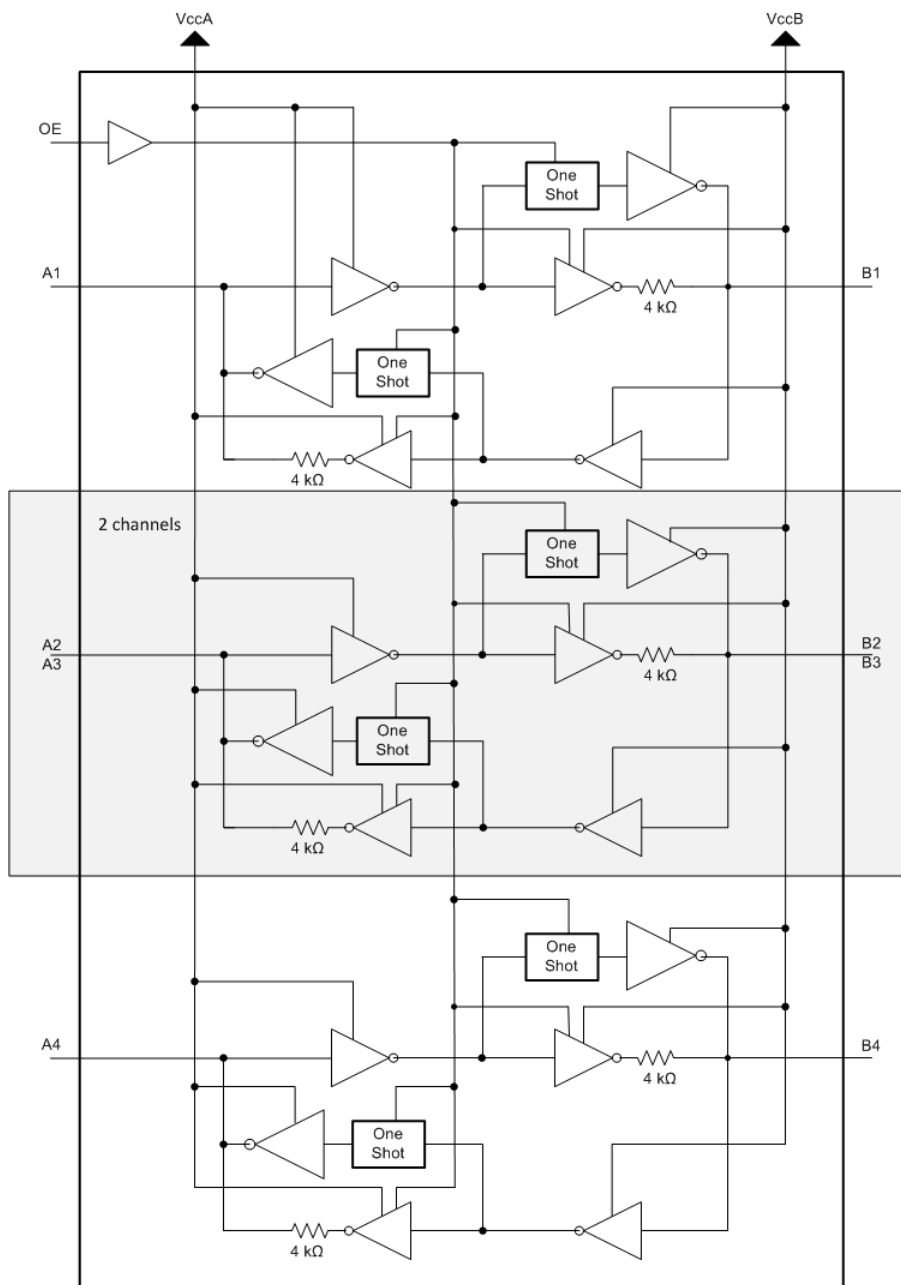 VccA
VccB
OE
One
Shot
A1
B1
4 kΩ
One
Shot
4 kΩ
2 channels
One
Shot
A2
A3
B2
B3
4 kΩ
One
Shot
4 kΩ
One
Shot
A4
B4
4 kΩ
One
Shot
4 kΩ